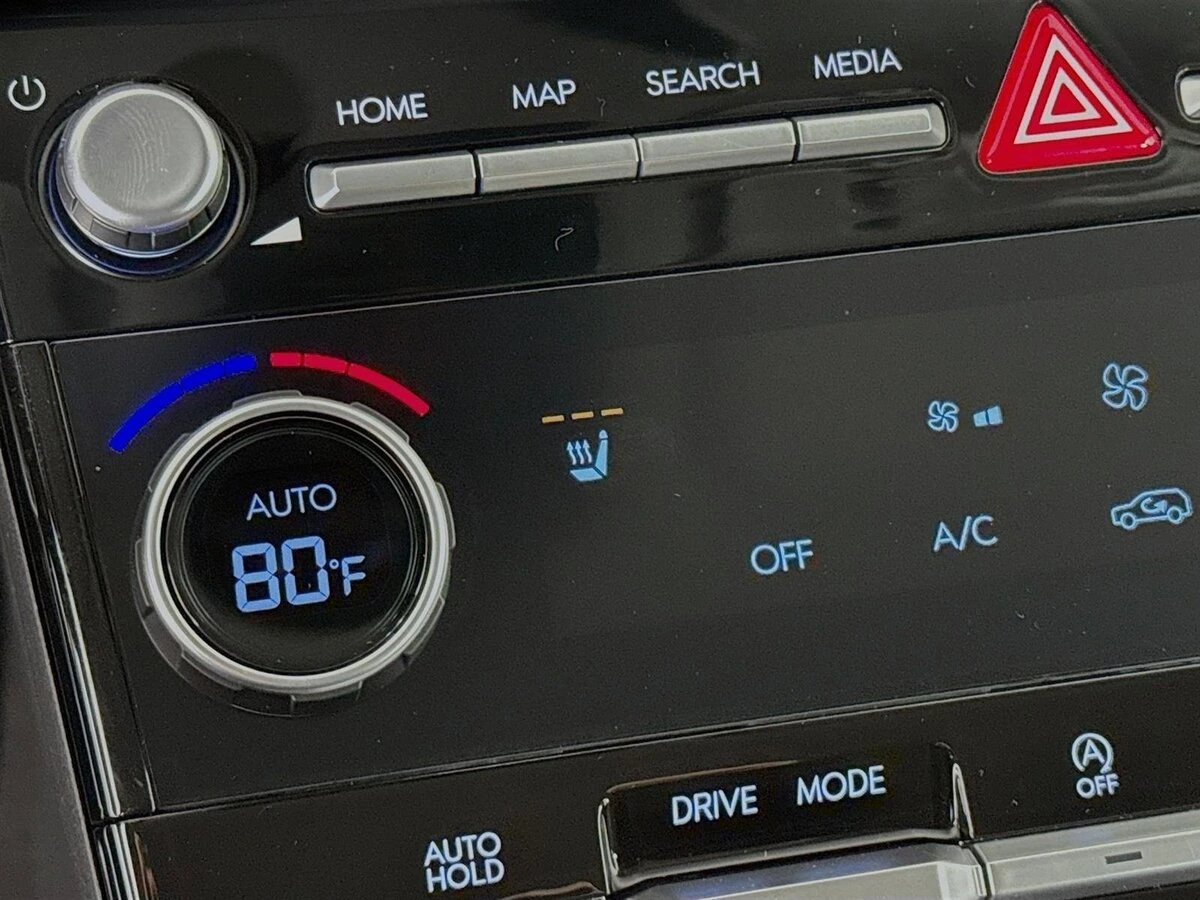 HOME MAP SEARCH MEDIA
AUTO
80°F
OFF A/C
DRIVE MODE
A
OFF
AUTO
HOLD